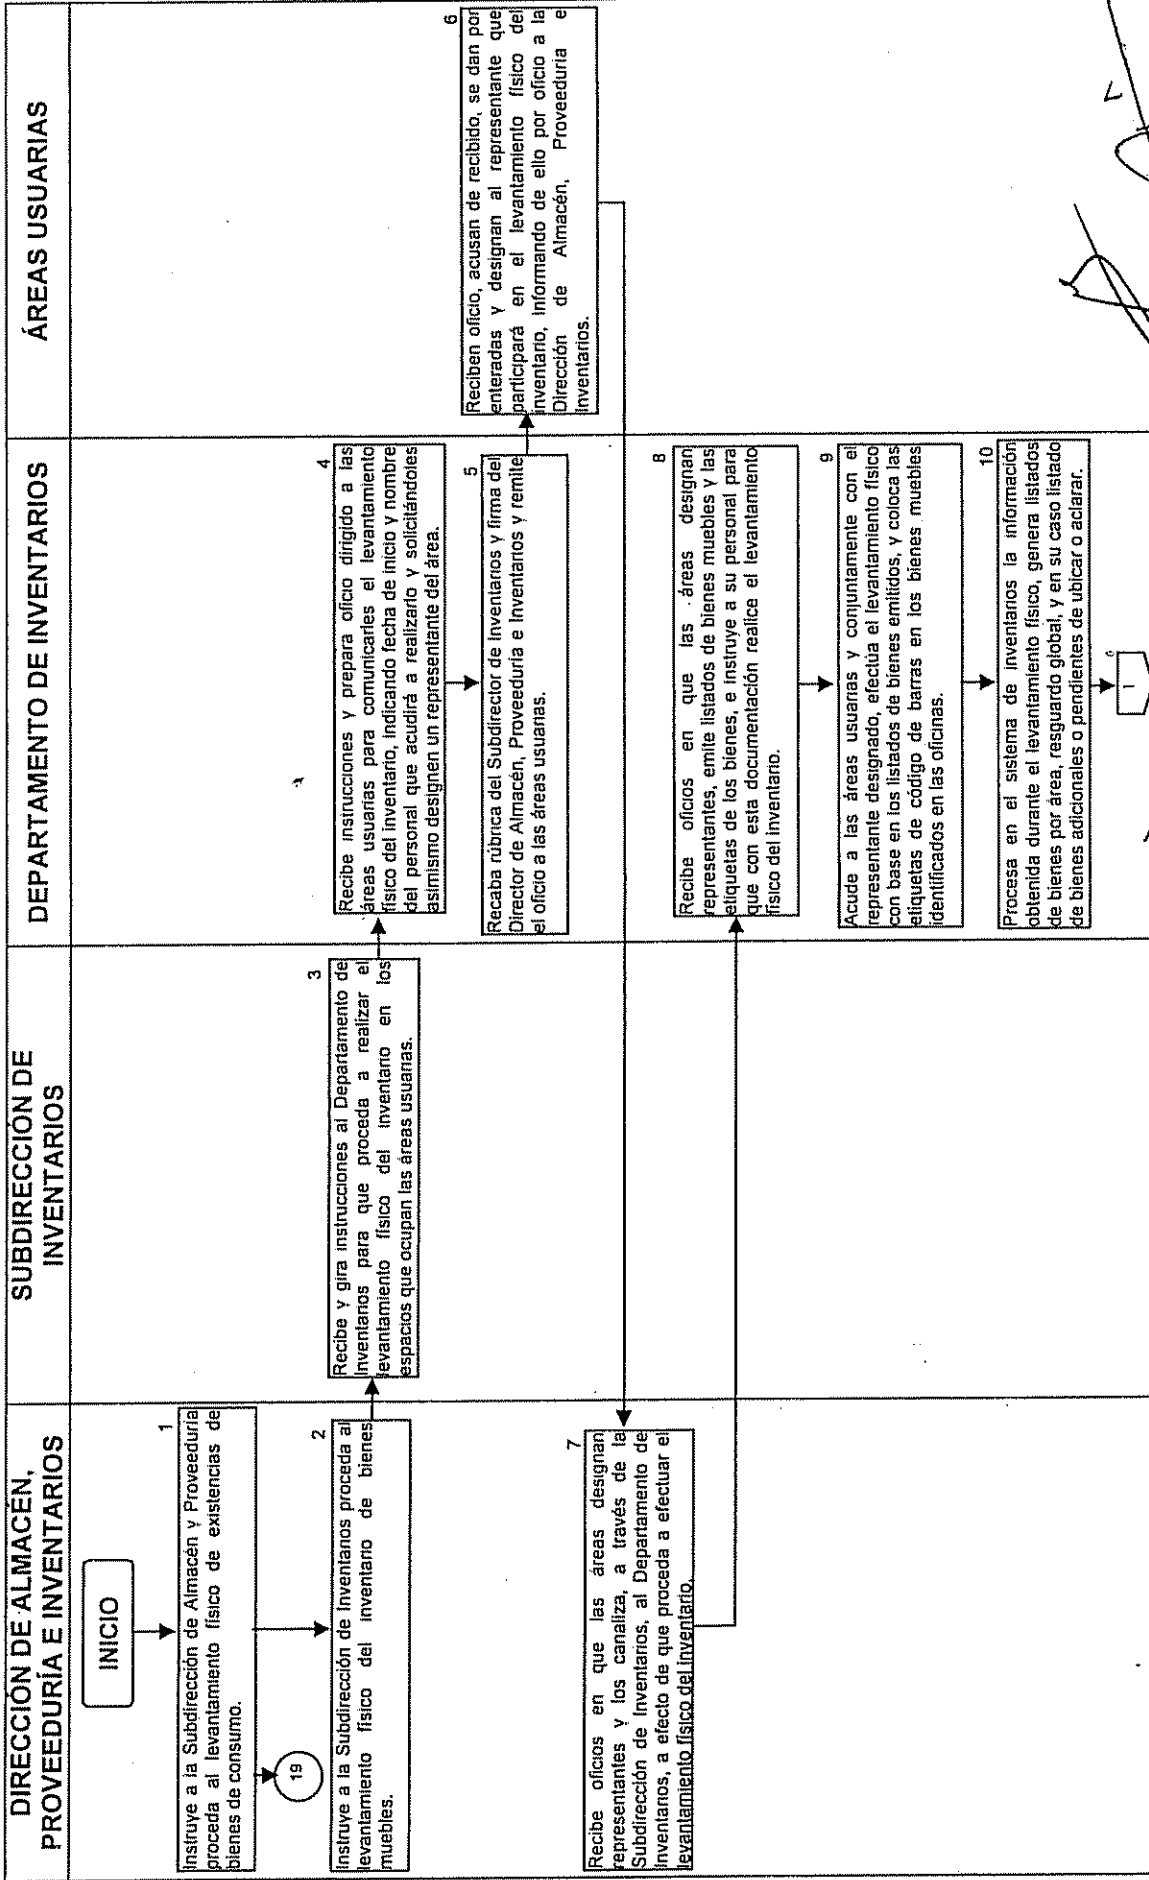 DIRECCIÓN DE ALMACÉN,
PROVEEDURÍA E INVENTARIOS
SUBDIRECCIÓN DE
INVENTARIOS
DEPARTAMENTO DE INVENTARIOS
ÁREAS USUARIAS
INICIO
1
Instruye a la Subdirección de Almacén y Proveeduría
proceda al levantamiento físico de existencias de
bienes de consumo.
19
2
Instruye a la Subdirección de Inventarios proceda al
levantamiento físico del inventario de bienes
muebles.
3
Recibe y gira instrucciones al Departamento de
Inventarios para que proceda a realizar el
levantamiento físico del inventario en los
espacios que ocupan las áreas usuarias.
4
Recibe instrucciones y prepara oficio dirigido a las
áreas usuarias para comunicarles el levantamiento
físico del inventario, indicando fecha de inicio y nombre
del personal que acudirá a realizarlo y solicitándoles
asimismo designen un representante del área.
5
Recaba rúbrica del Subdirector de Inventarios y firma del
Director de Almacén, Proveeduría e Inventarios y remite
el oficio a las áreas usuarias.
6
Reciben oficio, acusan de recibido, se dan por
enteradas y designan al representante que
participará en el levantamiento físico del
inventario, informando de ello por oficio a la
Dirección de Almacén, Proveeduría e
Inventarios.
7
Recibe oficios en que las áreas designan
representantes y los canaliza, a través de la
Subdirección de Inventarios, al Departamento de
Inventarios, a efecto de que proceda a efectuar el
levantamiento físico del inventario.
8
Recibe oficios en que las áreas designan
representantes, emite listados de bienes muebles y las
etiquetas de los bienes, e instruye a su personal para
que con esta documentación realice el levantamiento
físico del inventario.
9
Acude a las áreas usuarias y conjuntamente con el
representante designado, efectúa el levantamiento físico
con base en los listados de bienes emitidos, y coloca las
etiquetas de código de barras en los bienes muebles
identificados en las oficinas.
10
Procesa en el sistema de inventarios la información
obtenida durante el levantamiento físico, genera listados
de bienes por área, resguardo global, y en su caso listado
de bienes adicionales o pendientes de ubicar o aclarar.
1